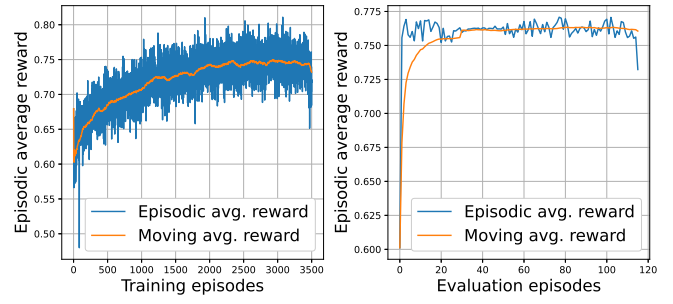 Episodic average reward
0.80
0.75
0.70
0.65
0.60
0.55
0.50
Episodic avg. reward
Moving avg. reward
0 500 1000 1500 2000 2500 3000 3500
Training episodes
Episodic average reward
0.775
0.750
0.725
0.700
0.675
0.650
0.625
0.600
Episodic avg. reward
Moving avg. reward
0 20 40 60 80 100 120
Evaluation episodes